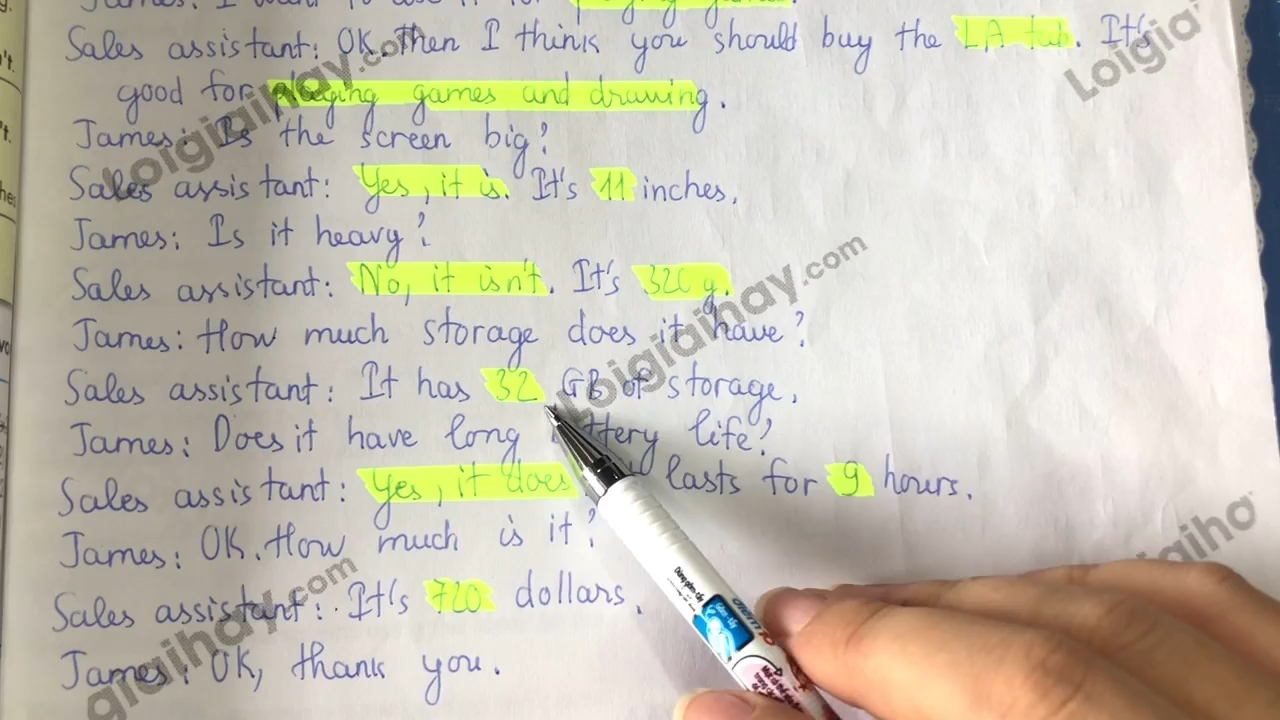 Sales assistant: OK. Then I think you should buy the LA tab. It's
good for playing games and drawing.
James: Is the screen big?
Sales assistant: Yes, it is. It's 11 inches.
James: Is it heavy?
Sales assistant: No, it isn't. It's 320 g.
James: How much storage does it have?
Sales assistant: It has 32 GB of storage.
James: Does it have long battery life?
Sales assistant: Yes, it does. lasts for 9 hours.
James: OK. How much is it?
Sales assistant: It's 720 dollars.
James: OK, thank you.
Loigiaihay.com
Loigiaihay.com